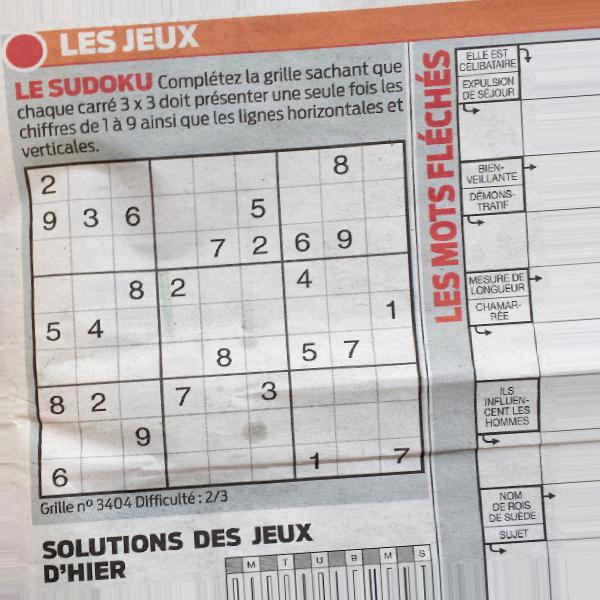 LES JEUX
LE SUDOKU Complétez la grille sachant que
chaque carré 3 x 3 doit présenter une seule fois les
chiffres de 1 à 9 ainsi que les lignes horizontales et
verticales.
2 8
9 3 6 5
7 2 6 9
8 2 4
5 4 1
8 5 7
8 2 7 3
9
6 1 7
Grille nº 3404 Difficulté : 2/3
SOLUTIONS DES JEUX
D'HIER
M T U B M S
LES MOTS FLÉCHÉS
ELLE EST
CÉLIBATAIRE
EXPULSION
DE SÉJOUR
BIEN-
VEILLANTE
DÉMONS-
TRATIF
MESURE DE
LONGUEUR
CHAMAR-
RÉE
ILS
INFLUEN-
CENT LES
HOMMES
NOM
DE ROIS
DE SUÈDE
SUJET